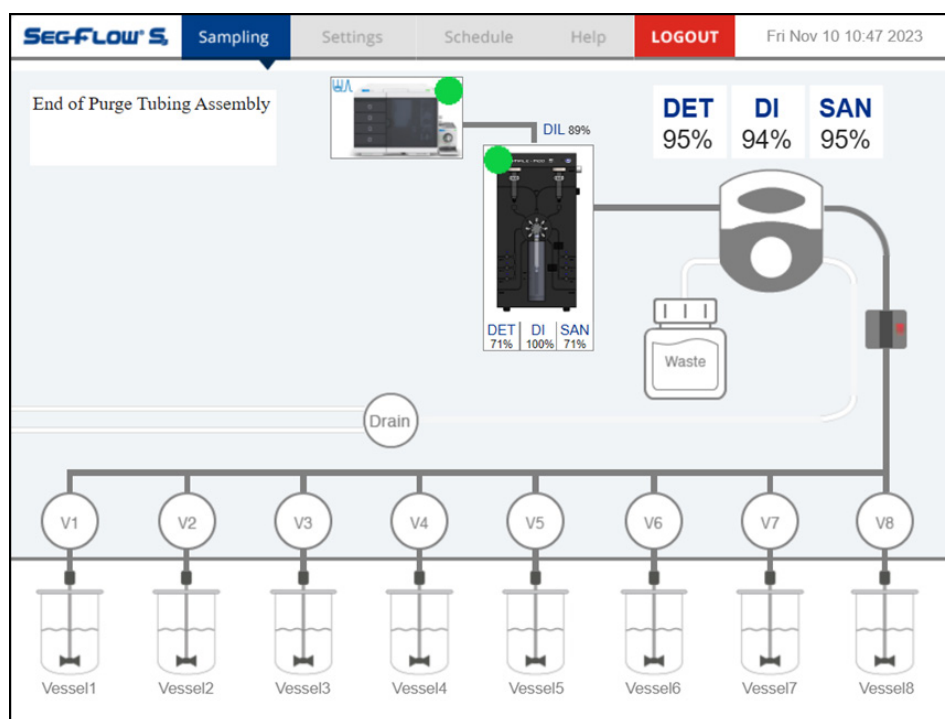 SEG-FLOW® S3 Sampling Settings Schedule Help LOGOUT Fri Nov 10 10:47 2023
End of Purge Tubing Assembly
DIL 89%
DET DI SAN
95% 94% 95%
DET DI SAN
71% 100% 71%
Waste
Drain
V1 V2 V3 V4 V5 V6 V7 V8
Vessel1 Vessel2 Vessel3 Vessel4 Vessel5 Vessel6 Vessel7 Vessel8